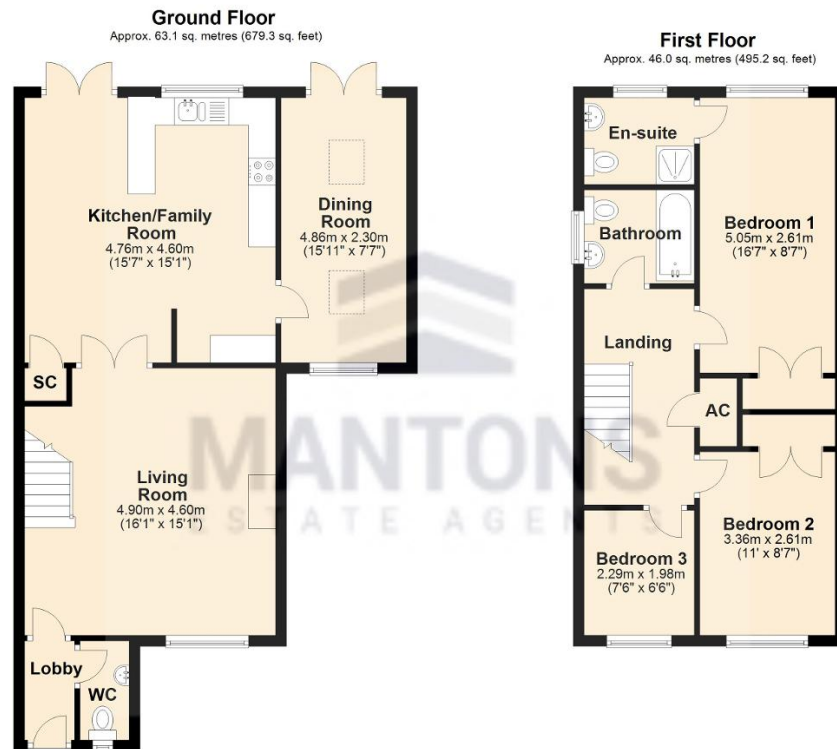 Ground Floor
Approx. 63.1 sq. metres (679.3 sq. feet)
Kitchen/Family
Room
4.76m x 4.60m
(15'7" x 15'1")
Dining
Room
4.86m x 2.30m
(15'11" x 7'7")
SC
Living
Room
4.90m x 4.60m
(16'1" x 15'1")
Lobby
WC
First Floor
Approx. 46.0 sq. metres (495.2 sq. feet)
En-suite
Bathroom
Bedroom 1
5.05m x 2.61m
(16'7" x 8'7")
Landing
AC
Bedroom 2
3.36m x 2.61m
(11' x 8'7")
Bedroom 3
2.29m x 1.98m
(7'6" x 6'6")
MANTONS
ESTATE AGENTS